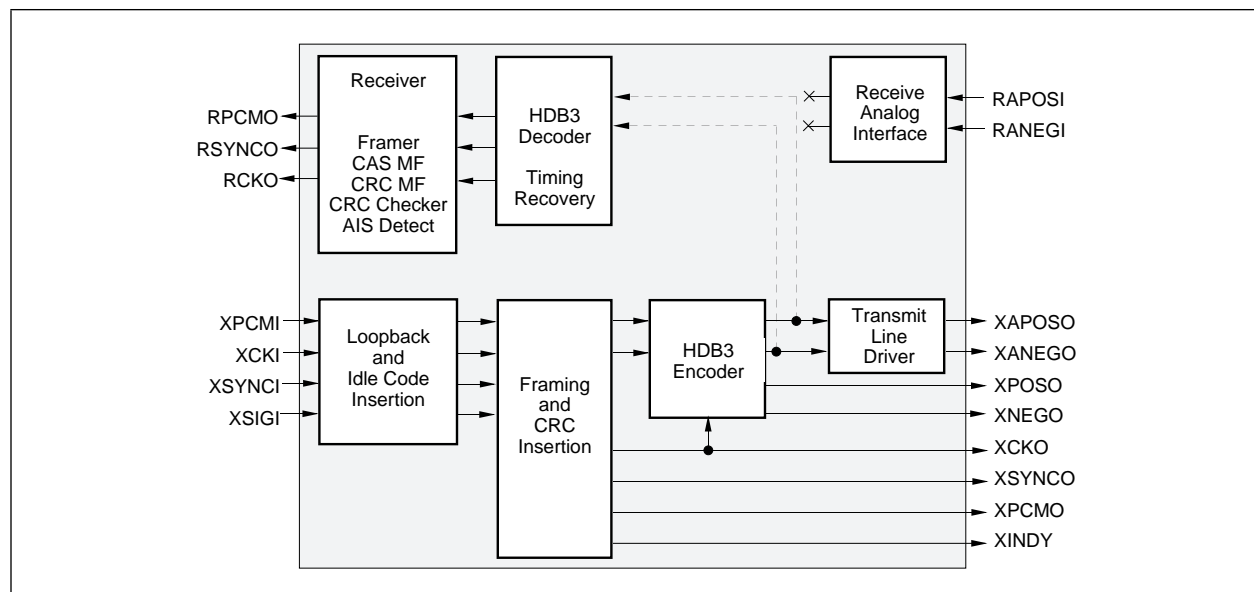 Receiver
Framer
CAS MF
CRC MF
CRC Checker
AIS Detect
HDB3
Decoder
Timing
Recovery
Receive
Analog
Interface
RAPOSI
RANEGI
RPCMO
RSYNCO
RCKO
XPCMI
XCKI
XSYNCI
XSIGI
Loopback
and
Idle Code
Insertion
Framing
and
CRC
Insertion
HDB3
Encoder
Transmit
Line
Driver
XAPOSO
XANEGO
XPOSO
XNEGO
XCKO
XSYNCO
XPCMO
XINDY